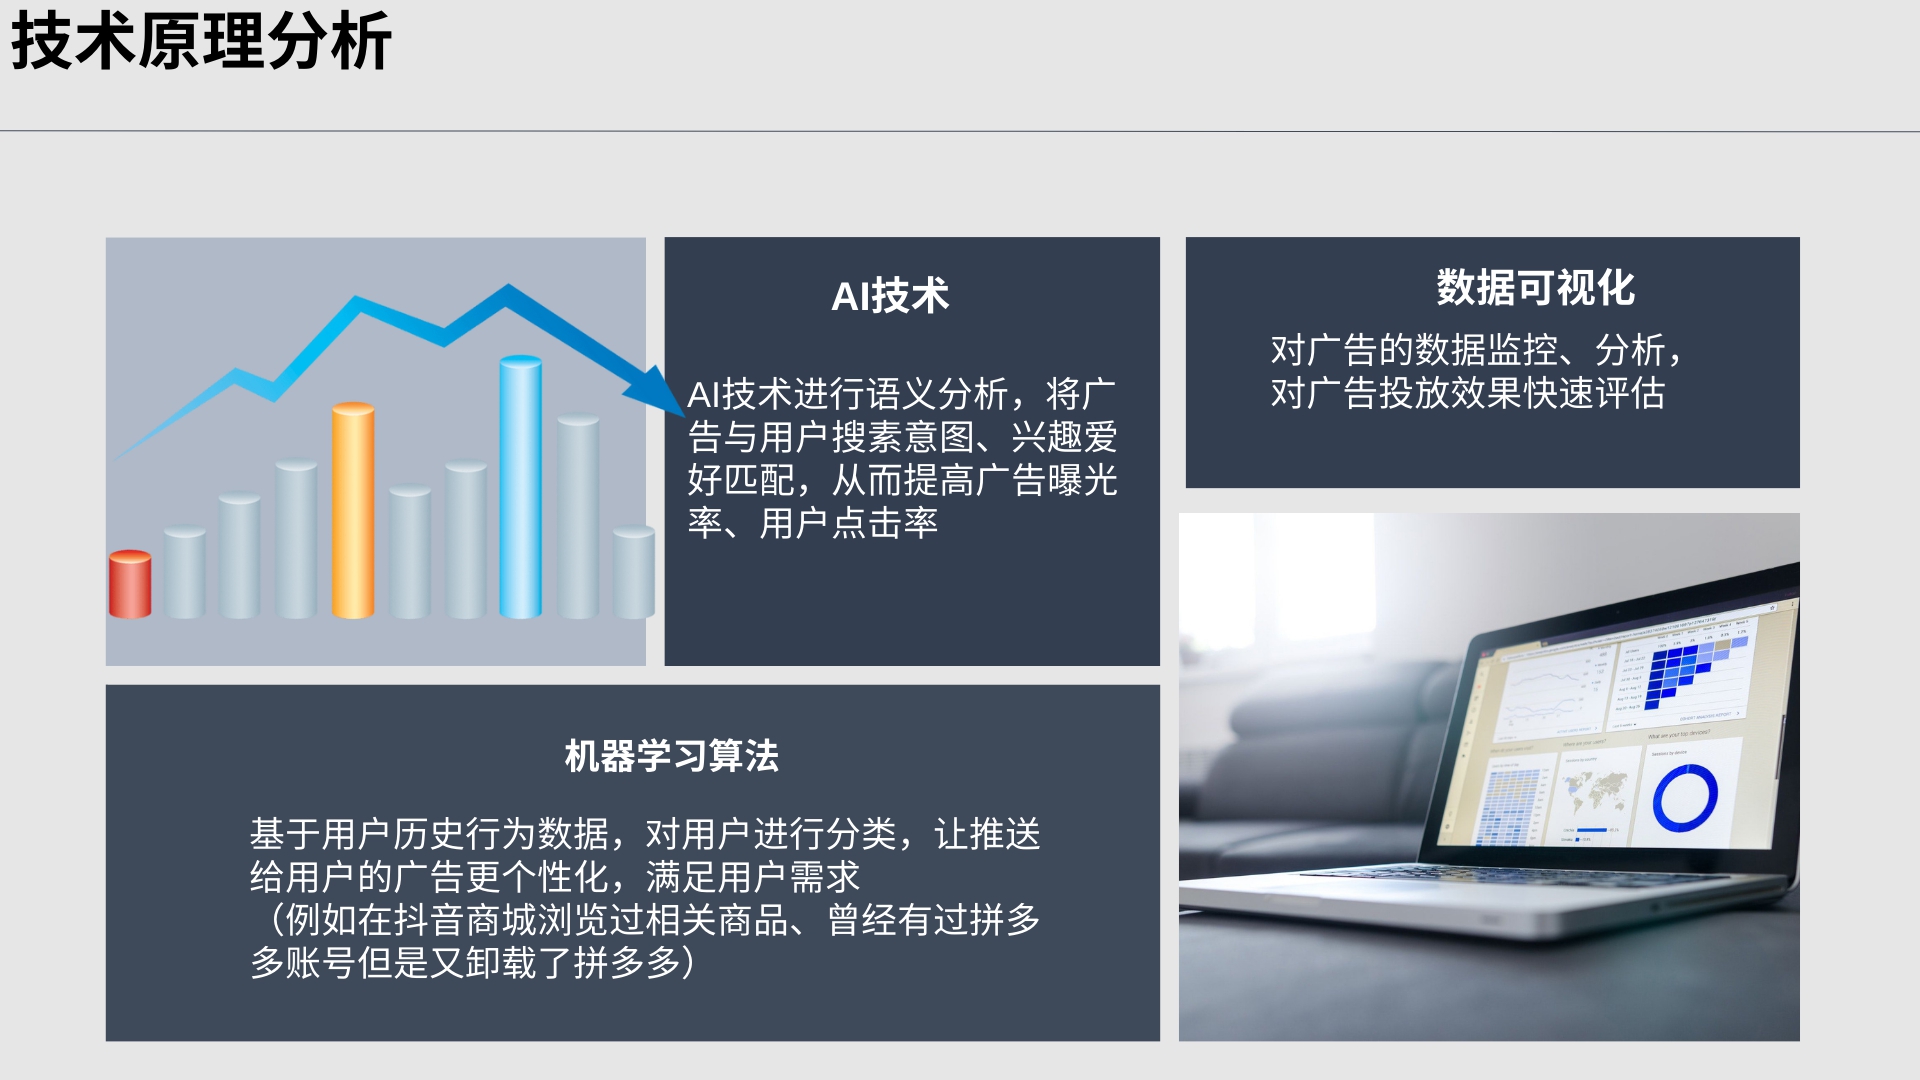 技术原理分析
AI技术
AI技术进行语义分析，将广
告与用户搜素意图、兴趣爱
好匹配，从而提高广告曝光
率、用户点击率
数据可视化
对广告的数据监控、分析，
对广告投放效果快速评估
机器学习算法
基于用户历史行为数据，对用户进行分类，让推送
给用户的广告更个性化，满足用户需求
（例如在抖音商城浏览过相关商品、曾经有过拼多
多账号但是又卸载了拼多多）
What are your top devices?